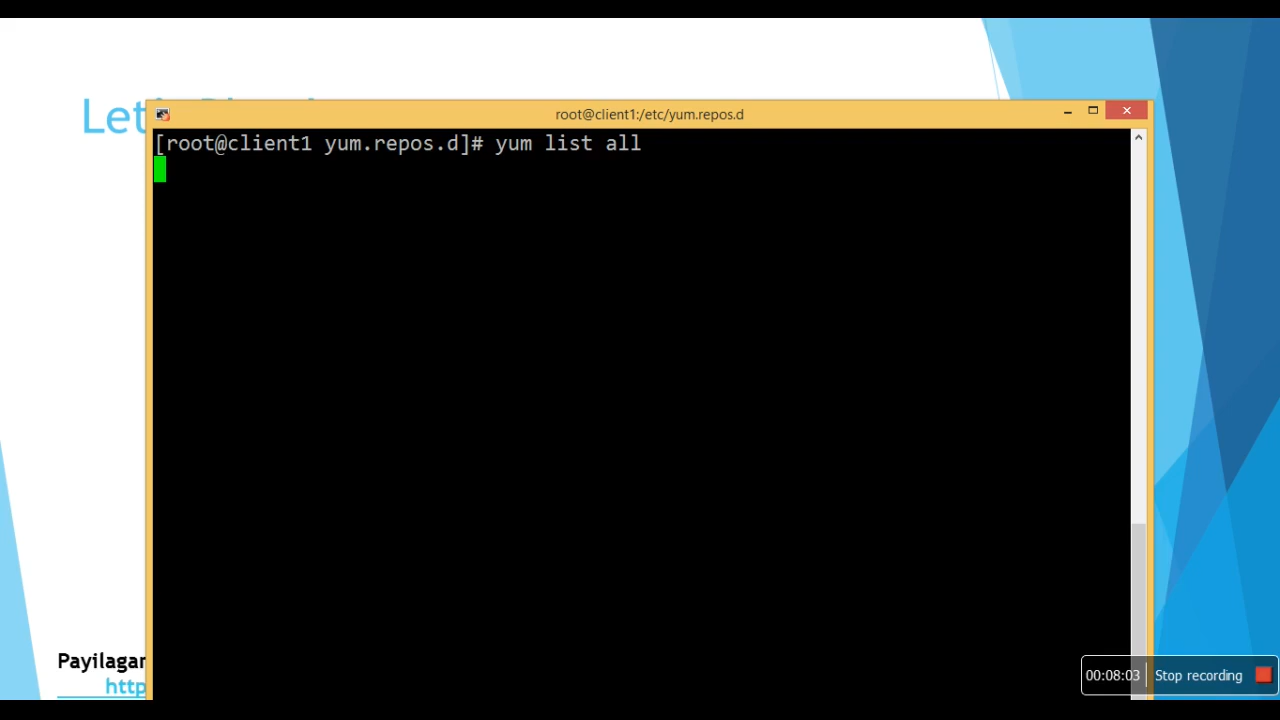 Let's
root@client1:/etc/yum.repos.d
[root@client1 yum.repos.d]# yum list all
Payilagam
http
00:08:03 Stop recording